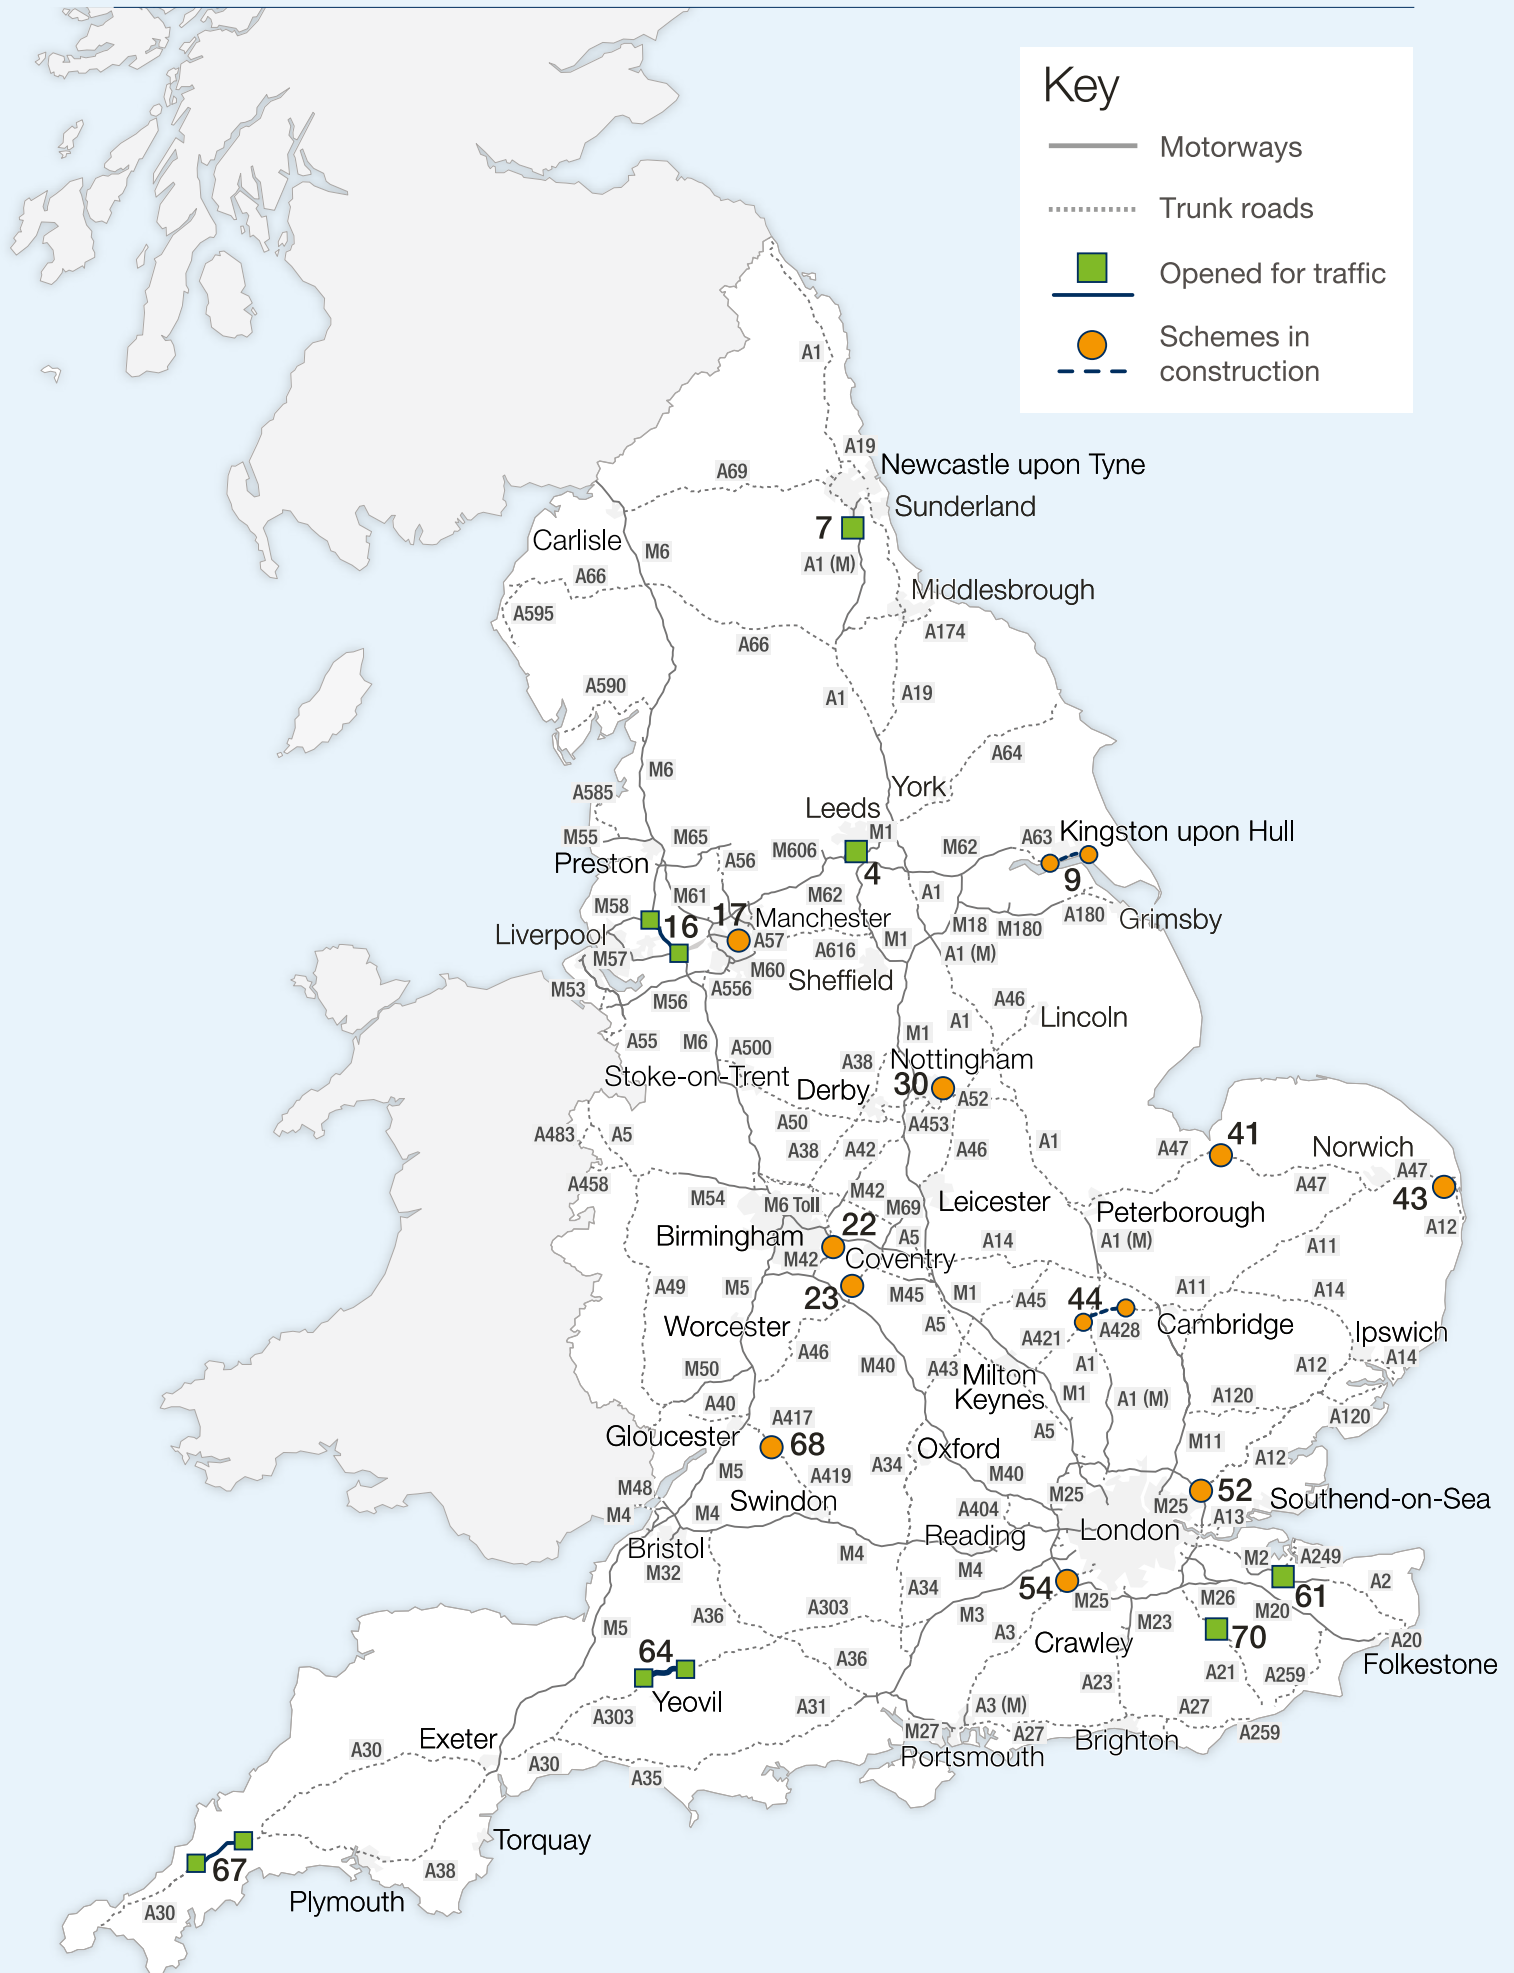 Key
Motorways
Trunk roads
Opened for traffic
Schemes in
construction
A1
A19
Newcastle upon Tyne
A69
Sunderland
7
Carlisle
M6
A1 (M)
A66
Middlesbrough
A595
A174
A66
A590
A1
A19
A64
M6
York
A585
Leeds
M1
M55
M65
M606
M62
A63
Kingston upon Hull
Preston
A56
4
9
M61
M62
A1
M58
17
Manchester
M18
M180
A180
Grimsby
16
Liverpool
A57
A616
M1
A1 (M)
M57
M60
Sheffield
M53
A556
M56
A46
Lincoln
A1
M1
A55
M6
A500
A38
Nottingham
Stoke-on-Trent
Derby
30
A52
A50
A453
A483
A5
A1
41
A47
Norwich
A38
A42
A46
A47
A458
A47
43
M54
M42
M6 Toll
M69
Leicester
Peterborough
22
A12
Birmingham
A5
A14
A1 (M)
A11
M42
Coventry
A49
M5
23
M45
M1
A45
44
A11
A14
Worcester
A5
A421
A428
Cambridge
Ipswich
A46
M40
A43
Milton
Keynes
A1
A12
A14
M50
M1
A1 (M)
A120
A40
A417
A120
Gloucester
68
A5
Oxford
M11
A12
M5
A419
A34
M40
M48
Swindon
M25
M25
52
Southend-on-Sea
M4
M4
A404
A13
Reading
London
Bristol
M4
M2
A249
M32
M4
54
M25
A2
A34
M26
61
A36
A303
M3
M20
M5
A3
M23
70
Crawley
A20
64
A36
Folkestone
Yeovil
A21
A259
A23
A303
A31
A3 (M)
A27
Exeter
M27
A27
Brighton
A259
A30
A30
Portsmouth
A35
Torquay
67
A38
Plymouth
A30